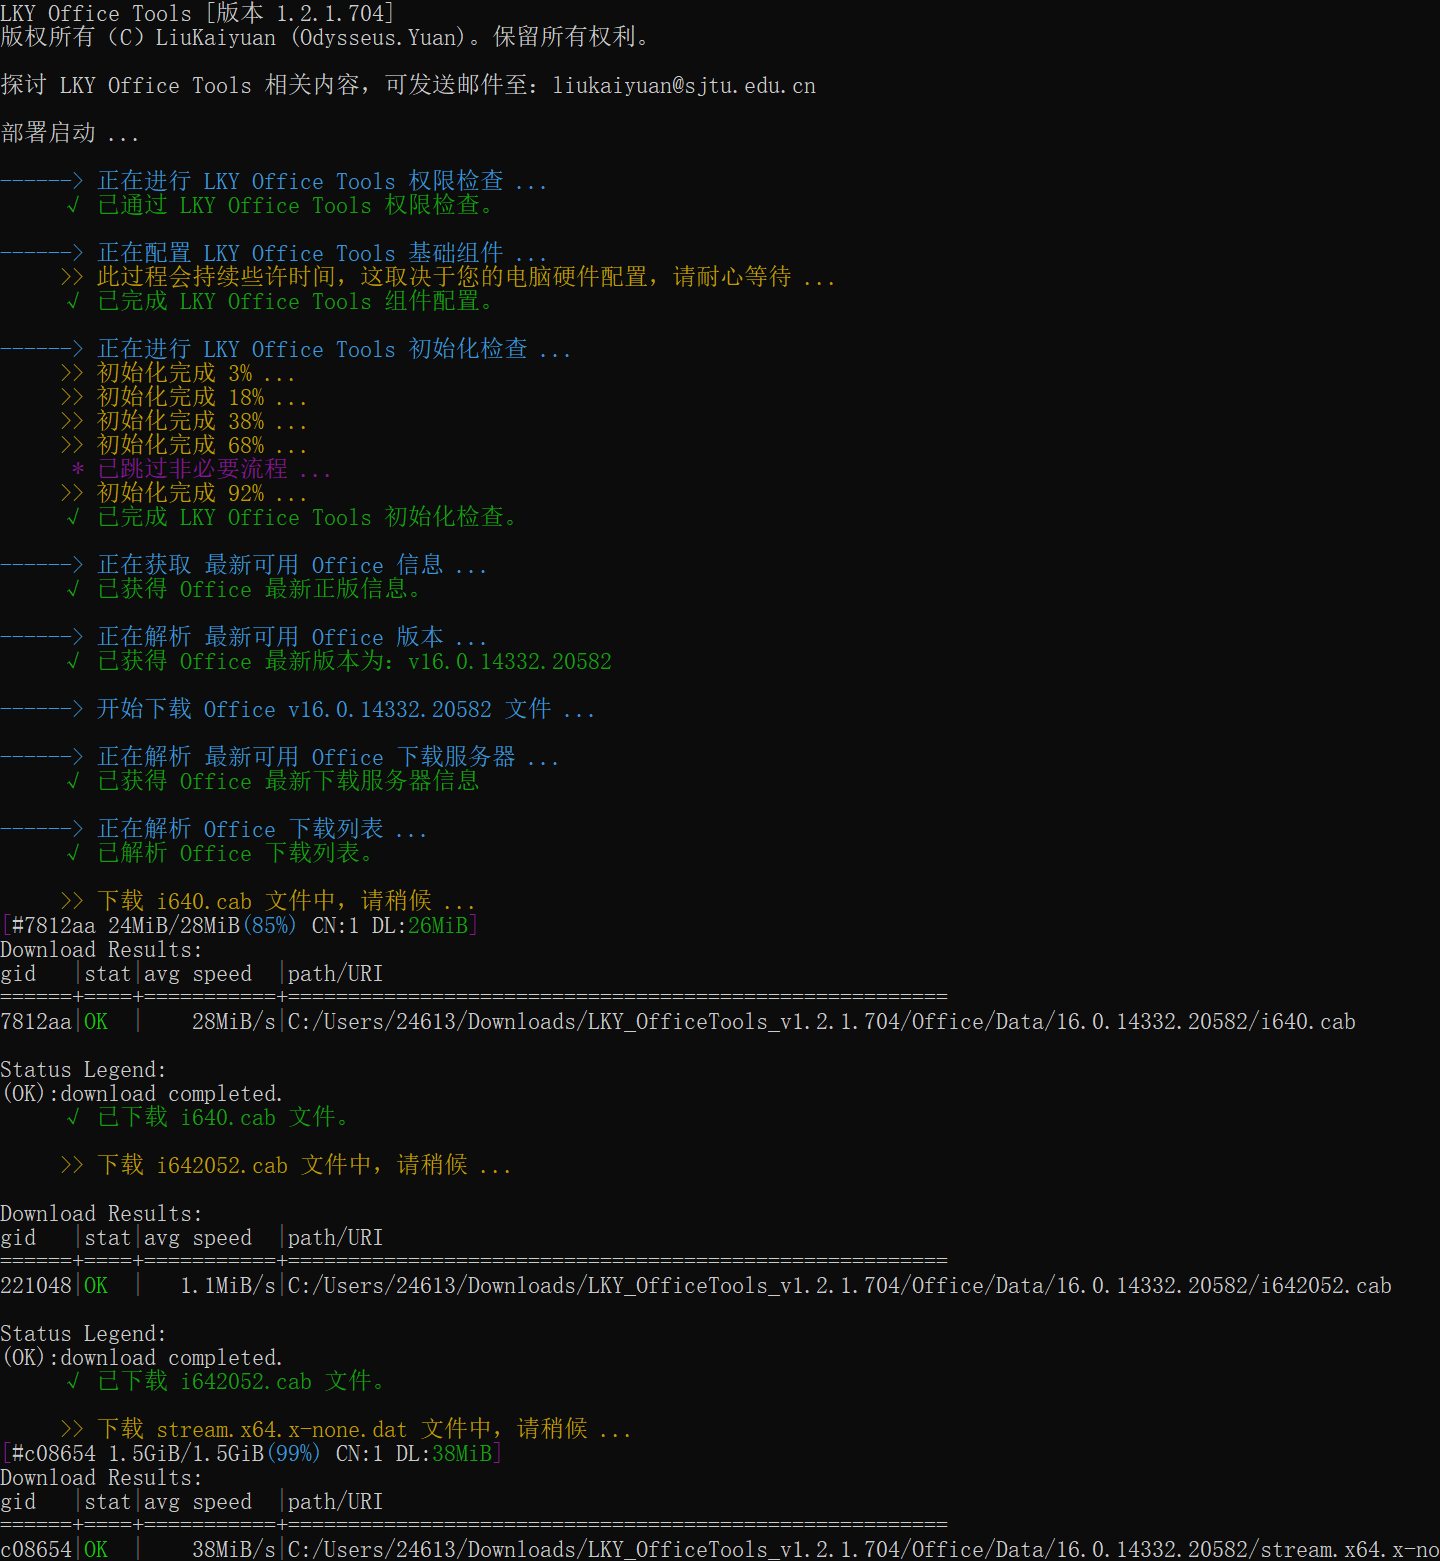 LKY Office Tools [版本 1.2.1.704]
版权所有（C）LiuKaiyuan (Odysseus.Yuan)。保留所有权利。
探讨 LKY Office Tools 相关内容，可发送邮件至：liukaiyuan@sjtu.edu.cn
部署启动 ...
------> 正在进行 LKY Office Tools 权限检查 ...
√ 已通过 LKY Office Tools 权限检查。
------> 正在配置 LKY Office Tools 基础组件 ...
>> 此过程会持续些许时间，这取决于您的电脑硬件配置，请耐心等待 ...
√ 已完成 LKY Office Tools 组件配置。
------> 正在进行 LKY Office Tools 初始化检查 ...
>> 初始化完成 3% ...
>> 初始化完成 18% ...
>> 初始化完成 38% ...
>> 初始化完成 68% ...
* 已跳过非必要流程 ...
>> 初始化完成 92% ...
√ 已完成 LKY Office Tools 初始化检查。
------> 正在获取 最新可用 Office 信息 ...
√ 已获得 Office 最新正版信息。
------> 正在解析 最新可用 Office 版本 ...
√ 已获得 Office 最新版本为：v16.0.14332.20582
------> 开始下载 Office v16.0.14332.20582 文件 ...
------> 正在解析 最新可用 Office 下载服务器 ...
√ 已获得 Office 最新下载服务器信息
------> 正在解析 Office 下载列表 ...
√ 已解析 Office 下载列表。
>> 下载 i640.cab 文件中，请稍候 ...
[#7812aa 24MiB/28MiB(85%) CN:1 DL:26MiB]
Download Results:
gid   |stat|avg speed  |path/URI
======+====+===========+=======================================================
7812aa|OK  |    28MiB/s|C:/Users/24613/Downloads/LKY_OfficeTools_v1.2.1.704/Office/Data/16.0.14332.20582/i640.cab
Status Legend:
(OK):download completed.
√ 已下载 i640.cab 文件。
>> 下载 i642052.cab 文件中，请稍候 ...
Download Results:
gid   |stat|avg speed  |path/URI
======+====+===========+=======================================================
221048|OK  |   1.1MiB/s|C:/Users/24613/Downloads/LKY_OfficeTools_v1.2.1.704/Office/Data/16.0.14332.20582/i642052.cab
Status Legend:
(OK):download completed.
√ 已下载 i642052.cab 文件。
>> 下载 stream.x64.x-none.dat 文件中，请稍候 ...
[#c08654 1.5GiB/1.5GiB(99%) CN:1 DL:38MiB]
Download Results:
gid   |stat|avg speed  |path/URI
======+====+===========+=======================================================
c08654|OK  |    38MiB/s|C:/Users/24613/Downloads/LKY_OfficeTools_v1.2.1.704/Office/Data/16.0.14332.20582/stream.x64.x-no